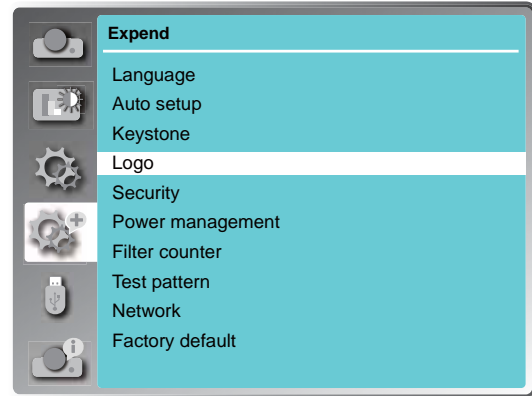 Expend
Language
Auto setup
Keystone
Logo
Security
Power management
Filter counter
Test pattern
Network
Factory default